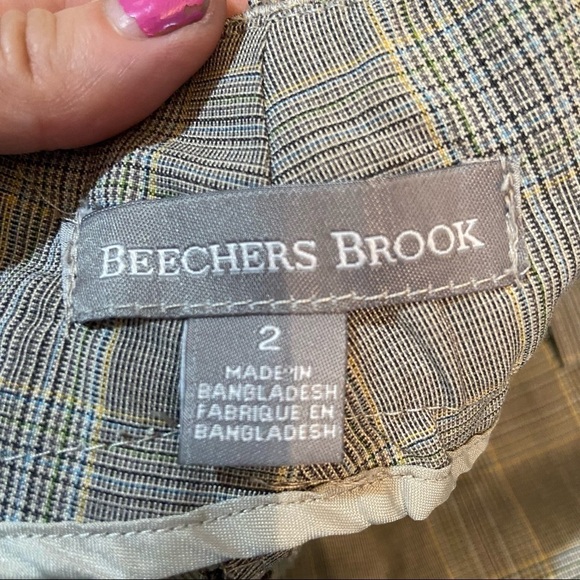 BEECHERS BROOK
2
MADE IN
BANGLADESH
FABRIQUE EN
BANGLADESH